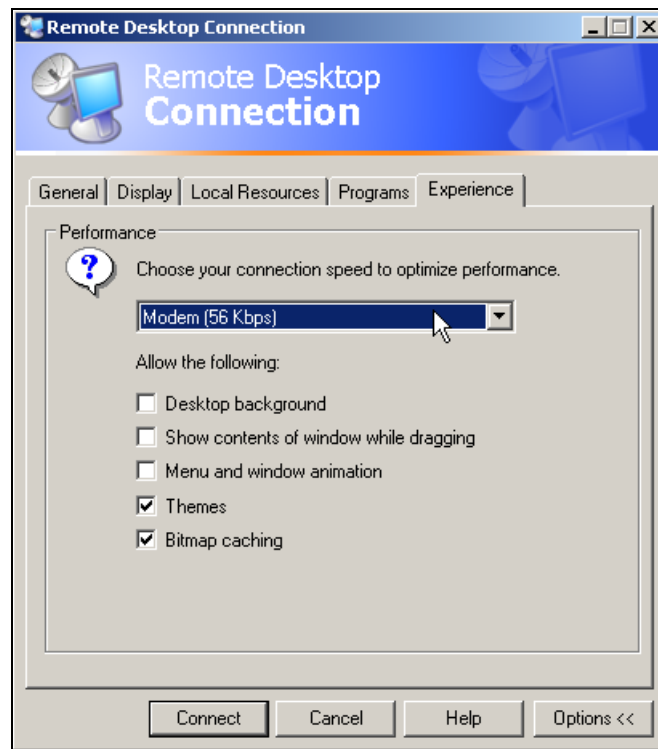 Remote Desktop Connection
Remote Desktop
Connection
General Display Local Resources Programs Experience
Performance
?
Choose your connection speed to optimize performance.
Modem (56 Kbps)
Allow the following:
Desktop background
Show contents of window while dragging
Menu and window animation
Themes
Bitmap caching
Connect Cancel Help Options <<